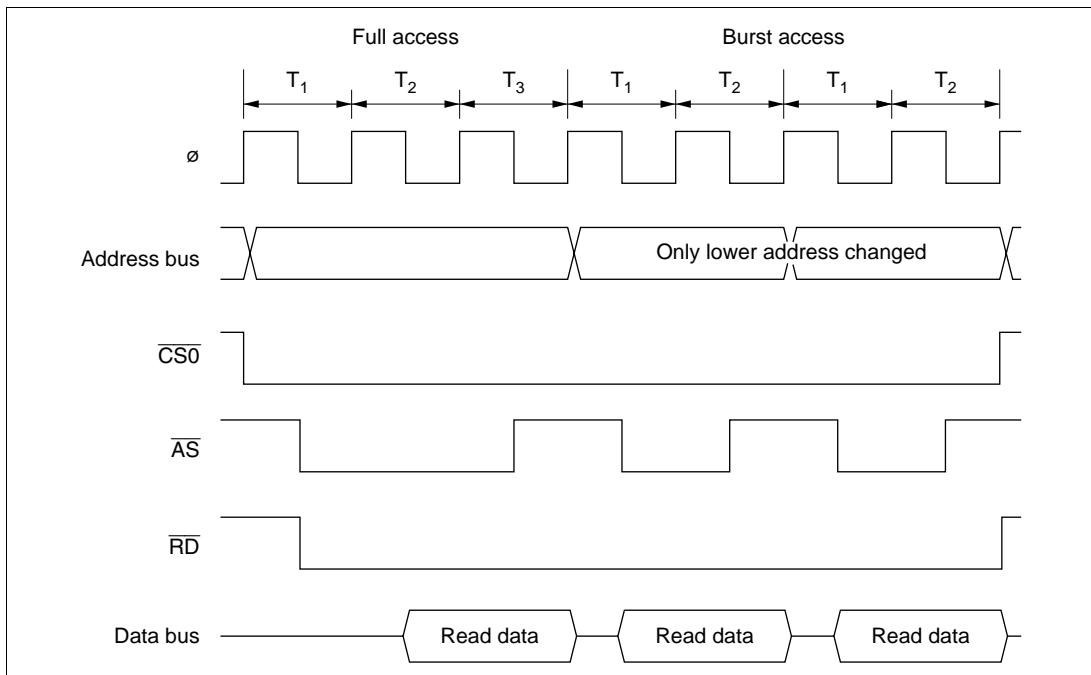 Full access Burst access
T1 T2 T3 T1 T2 T1 T2
ø
Address bus Only lower address changed
CS0
AS
RD
Data bus Read data Read data Read data